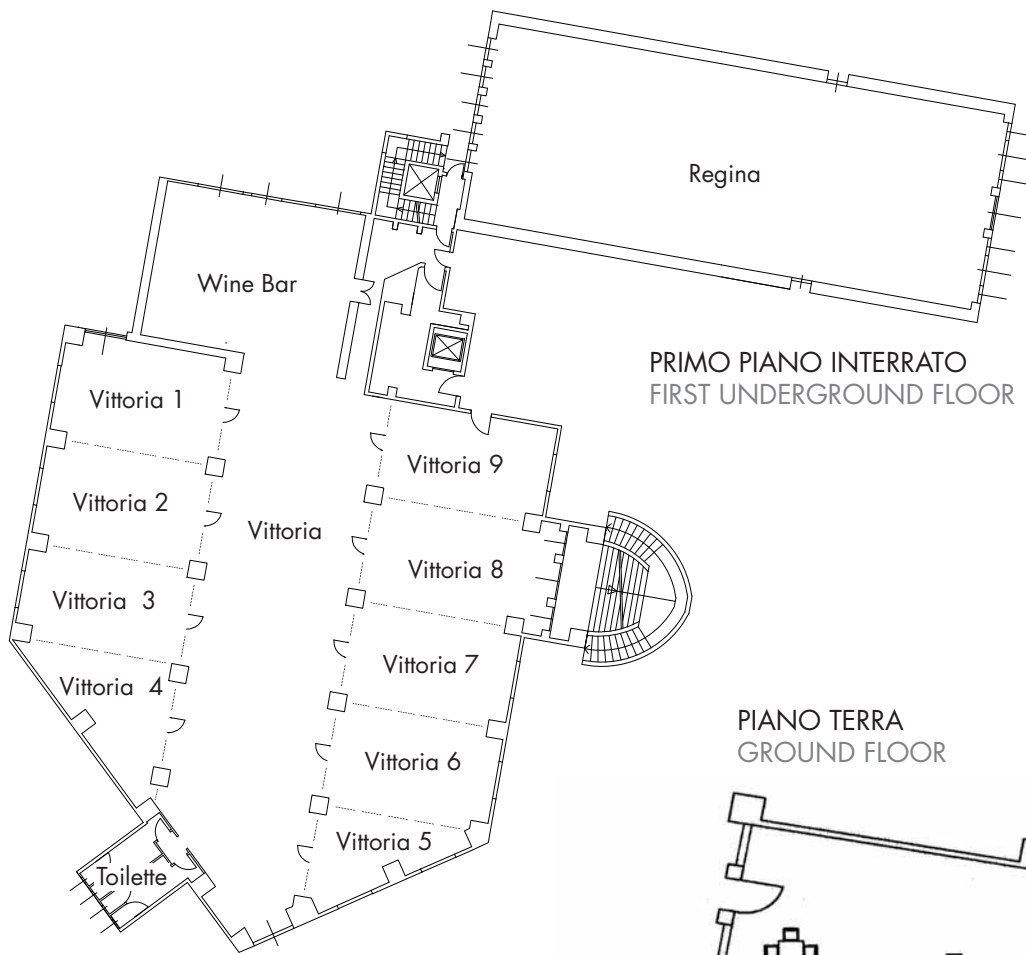 Regina
Wine Bar
PRIMO PIANO INTERRATO
FIRST UNDERGROUND FLOOR
Vittoria 1
Vittoria 9
Vittoria 2
Vittoria
Vittoria 8
Vittoria 3
Vittoria 7
Vittoria 4
PIANO TERRA
GROUND FLOOR
Vittoria 6
Vittoria 5
Toilette